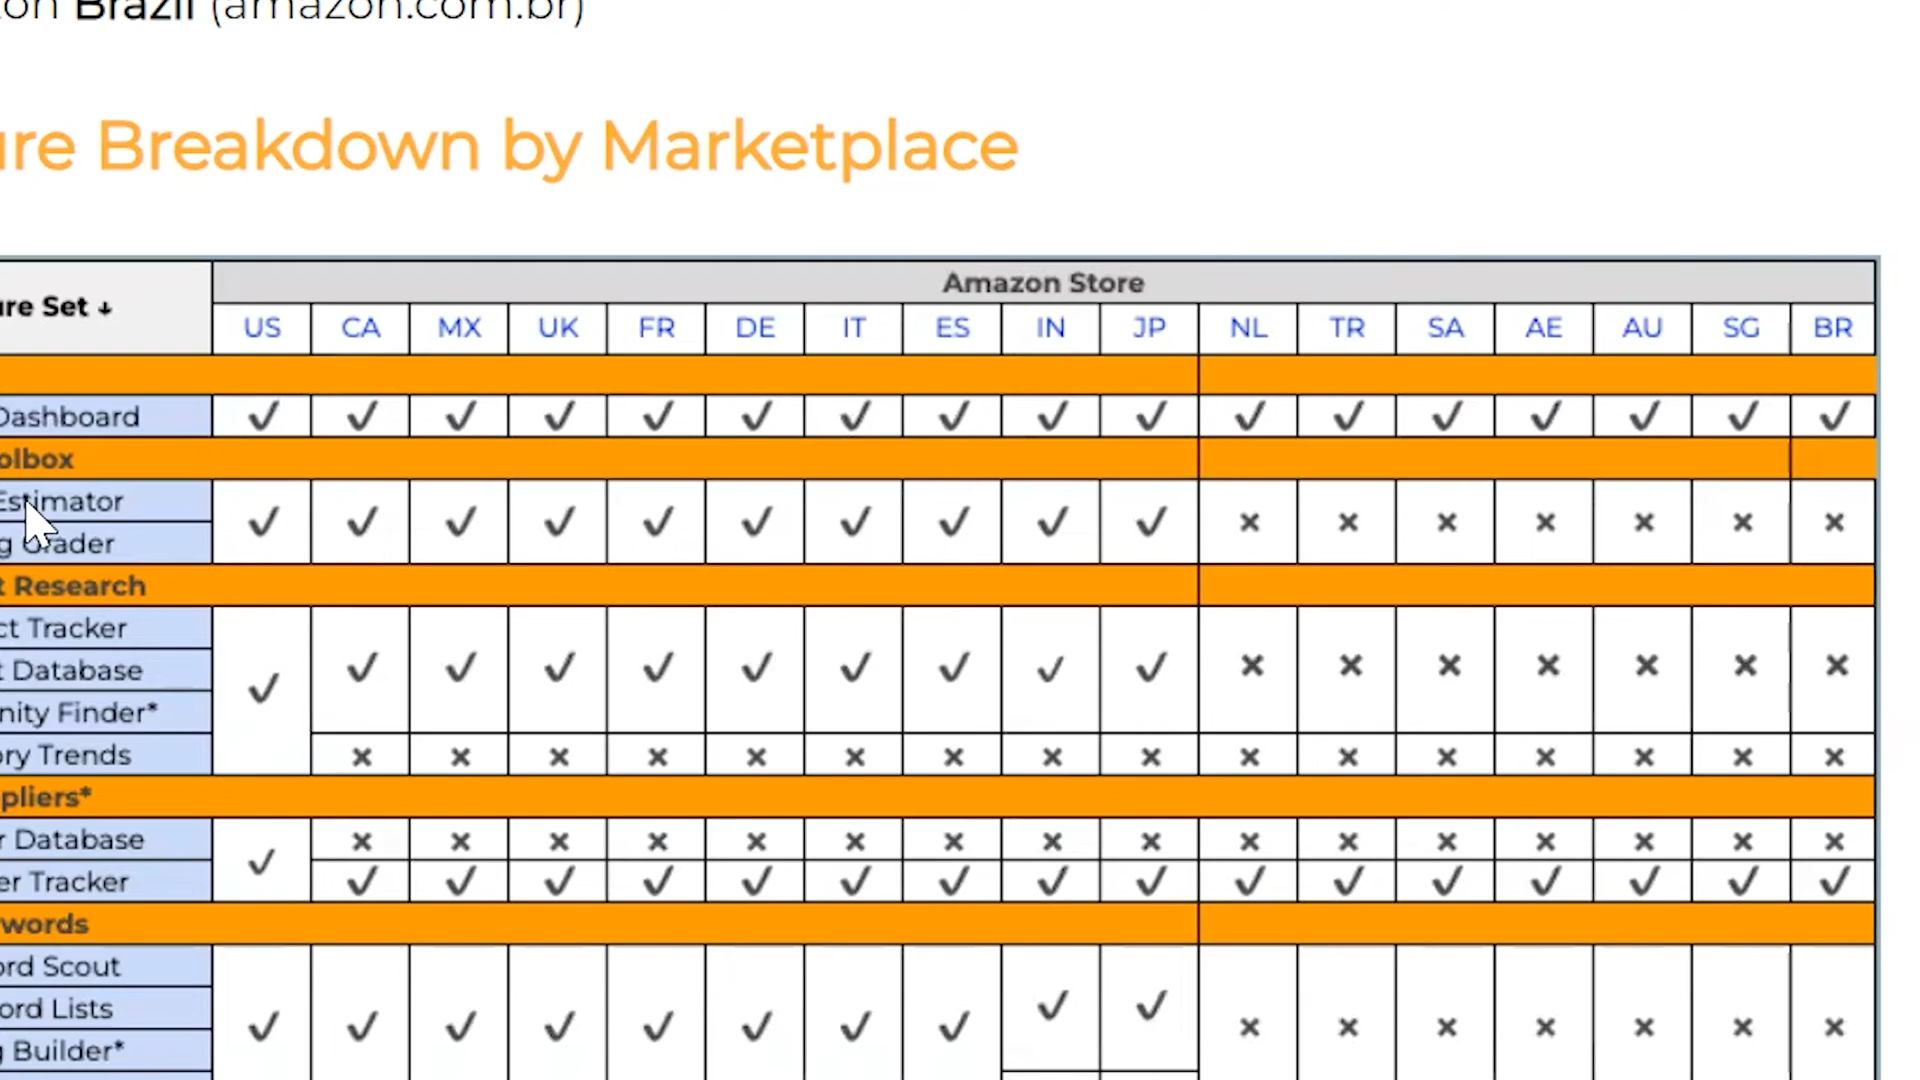 on Brazil (amazon.com.br)
ure Breakdown by Marketplace
ure Set ↓
Amazon Store
US CA MX UK FR DE IT ES IN JP NL TR SA AE AU SG BR
Dashboard ✓ ✓ ✓ ✓ ✓ ✓ ✓ ✓ ✓ ✓ ✓ ✓ ✓ ✓ ✓ ✓ ✓
olbox
Estimator
g Grader
✓ ✓ ✓ ✓ ✓ ✓ ✓ ✓ ✓ ✓ × × × × × × ×
t Research
ct Tracker
t Database
nity Finder*
✓ ✓ ✓ ✓ ✓ ✓ ✓ ✓ ✓ ✓ × × × × × × ×
ory Trends × × × × × × × × × × × × × × × ×
pliers*
r Database × × × × × × × × × × × × × × × ×
✓
er Tracker ✓ ✓ ✓ ✓ ✓ ✓ ✓ ✓ ✓ ✓ ✓ ✓ ✓ ✓ ✓ ✓
words
ord Scout
ord Lists
g Builder*
✓ ✓ ✓ ✓ ✓ ✓ ✓ ✓ ✓ ✓ × × × × × × ×